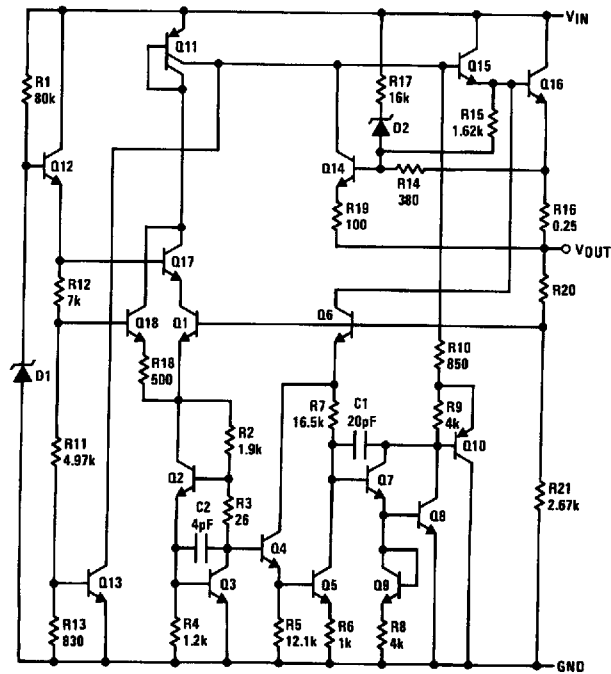 VIN
Q11
Q15
Q16
R1
80k
R17
16k
R15
1.62k
D2
Q12
Q14
R14
380
R19
100
R16
0.25
VOUT
Q17
R12
7k
R20
Q18
Q1
Q6
R18
500
R10
850
D1
C1
20pF
R7
16.5k
R9
4k
Q10
R2
1.9k
R11
4.97k
Q2
Q7
Q8
R21
2.67k
R3
26
C2
4pF
Q4
Q13
Q3
Q5
Q9
R13
830
R4
1.2k
R5
12.1k
R6
1k
R8
4k
GND